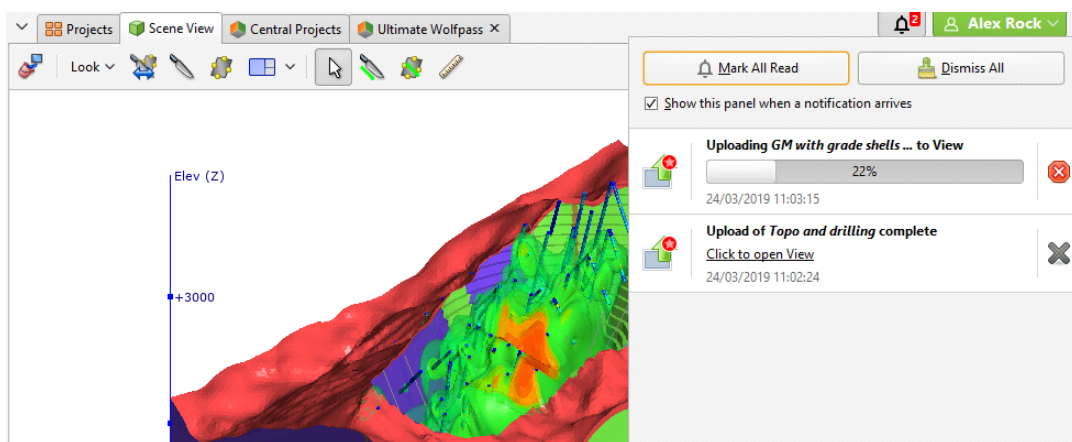 Projects
Scene View
Central Projects
Ultimate Wolfpass
2
Alex Rock
Look
Mark All Read
Dismiss All
Show this panel when a notification arrives
Elev (Z)
+3000
Uploading GM with grade shells ... to View
22%
24/03/2019 11:03:15
Upload of Topo and drilling complete
Click to open View
24/03/2019 11:02:24